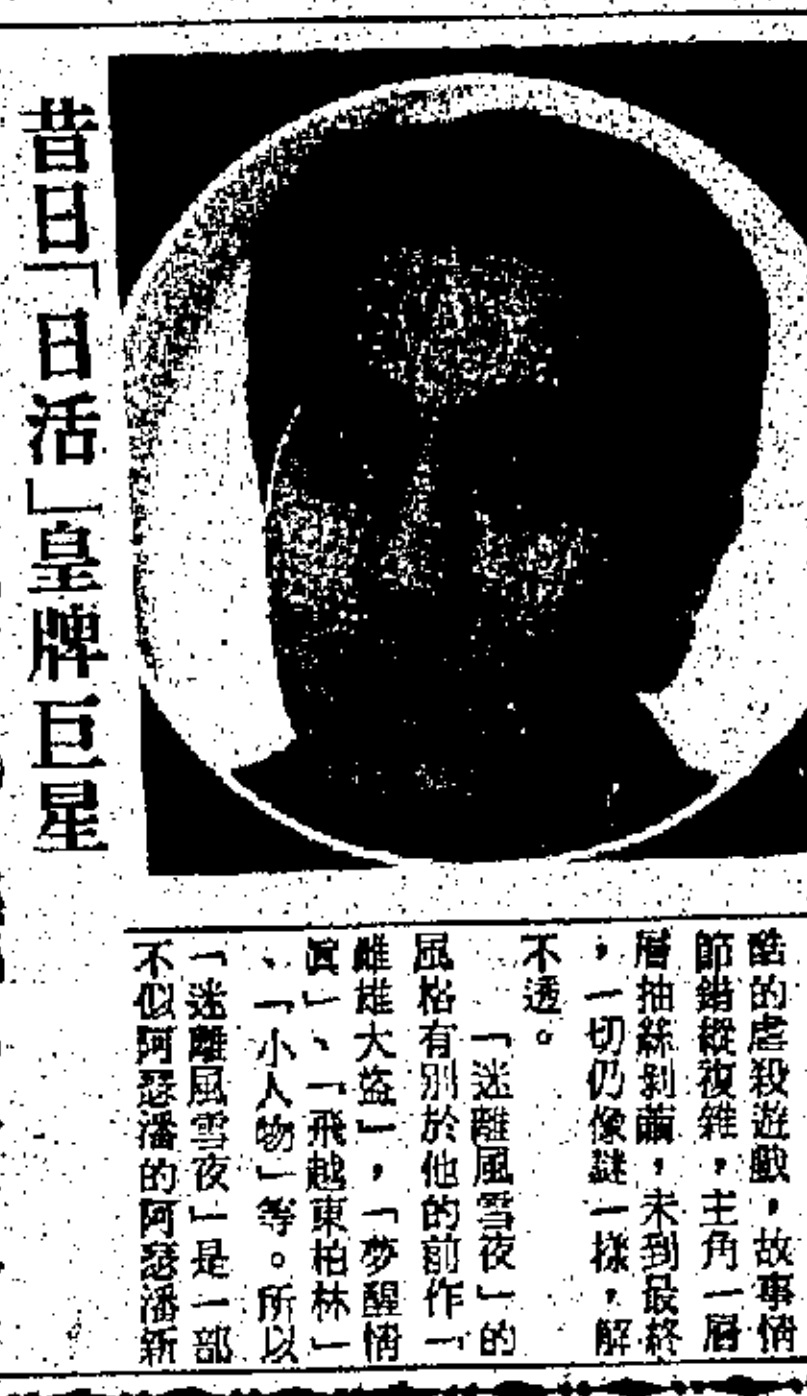 昔日「日活」皇牌巨星
酷的虐殺遊戲，故事情
節錯縱複雜，主角一層
層抽絲剝繭，未到最終
，一切仍像謎一樣，解
不透。
「迷離風雪夜」的
風格有別於他的前作「
雌雄大盜」，「夢醒情
眞」、「飛越東柏林」
、「小人物」等。所以
「迷離風雪夜」是一部
不似阿瑟潘的阿瑟潘新